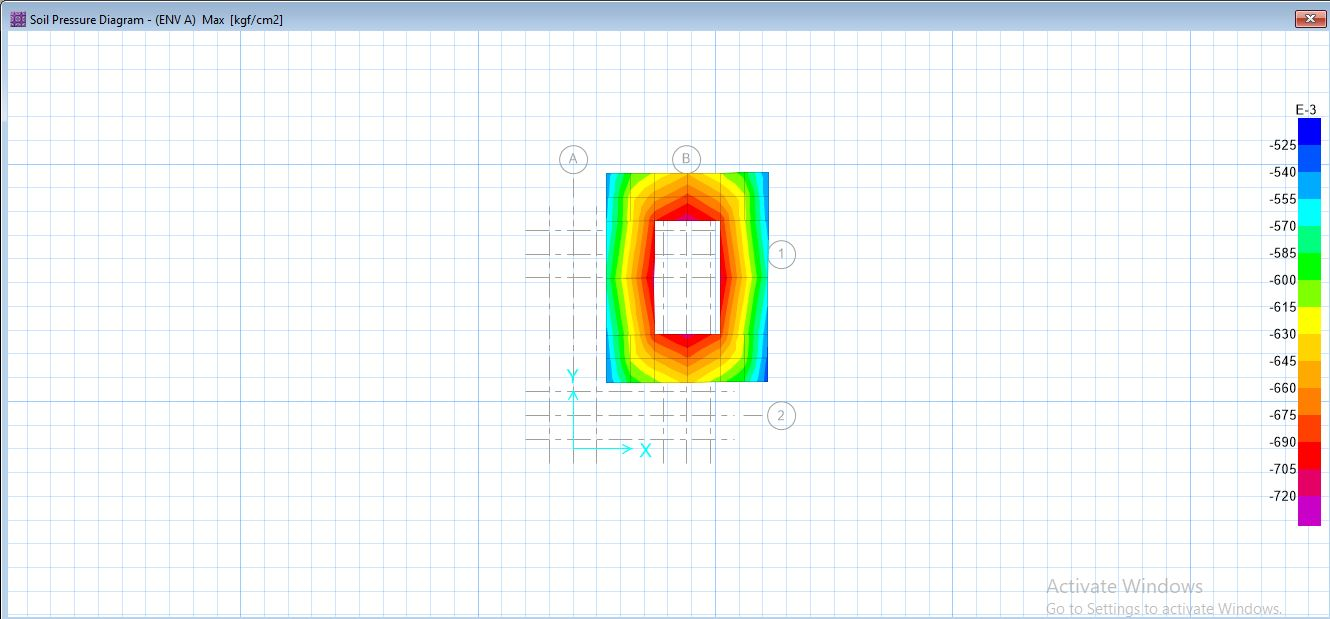 Soil Pressure Diagram - (ENV A) Max [kgf/cm2]
E-3
-525
-540
-555
-570
-585
-600
-615
-630
-645
-660
-675
-690
-705
-720
A
B
1
Y
2
X
Activate Windows
Go to Settings to activate Windows.